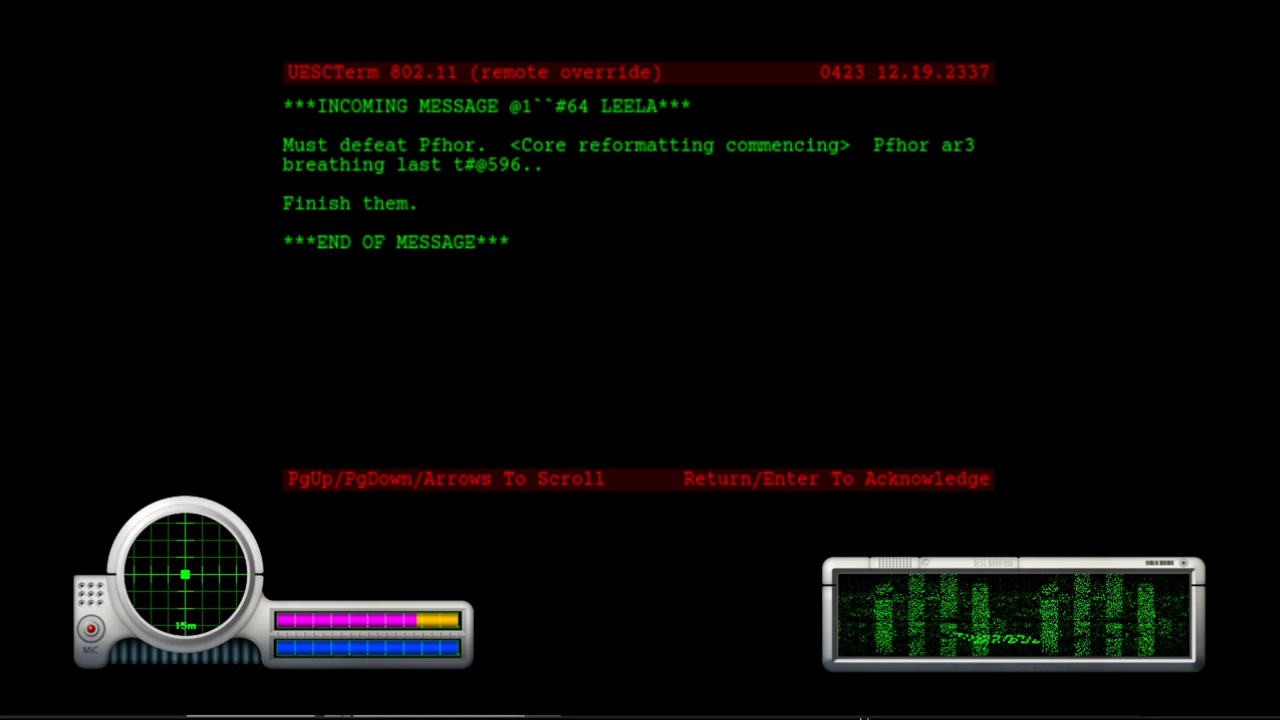 UESCTerm 802.11 (remote override) 0423 12.19.2337
***INCOMING MESSAGE @1``#64 LEELA***
Must defeat Pfhor.  <Core reformatting commencing>  Pfhor ar3
breathing last t#@596..
Finish them.
***END OF MESSAGE***
PgUp/PgDown/Arrows To Scroll Return/Enter To Acknowledge
15m
MIC